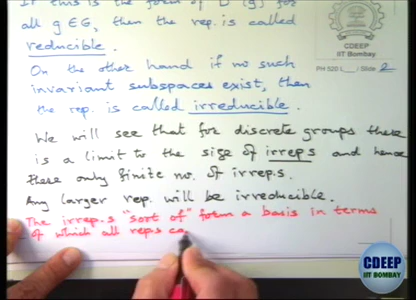 If this is the form of D (g) for
all g ∈ G, then the rep. is called
reducible.
On the other hand if no such
invariant subspaces exist, then
the rep. is called irreducible.
We will see that for discrete groups there
is a limit to the size of irreps and hence
these only finite no. of irrep.s.
Any larger rep. will be irreducible.
The irrep.s "sort of" form a basis in terms
of which all reps ca
CDEEP
IIT Bombay
PH 520 L___/ Slide 2
CDEEP
IIT BOMBAY